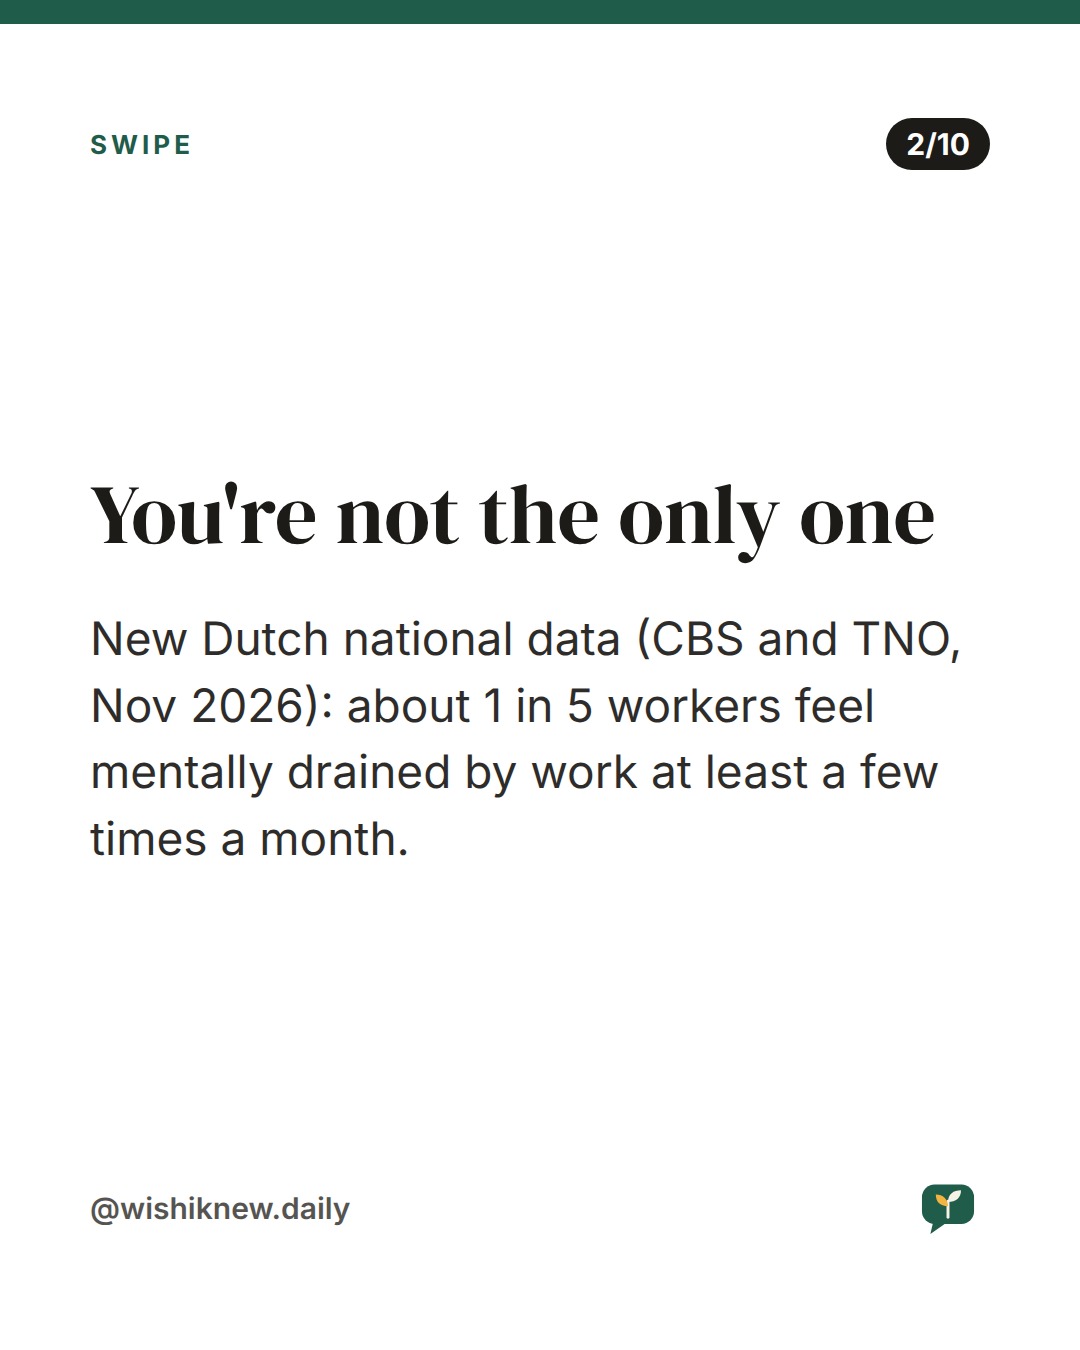 SWIPE
2/10
You're not the only one
New Dutch national data (CBS and TNO,
Nov 2026): about 1 in 5 workers feel
mentally drained by work at least a few
times a month.
@wishiknew.daily